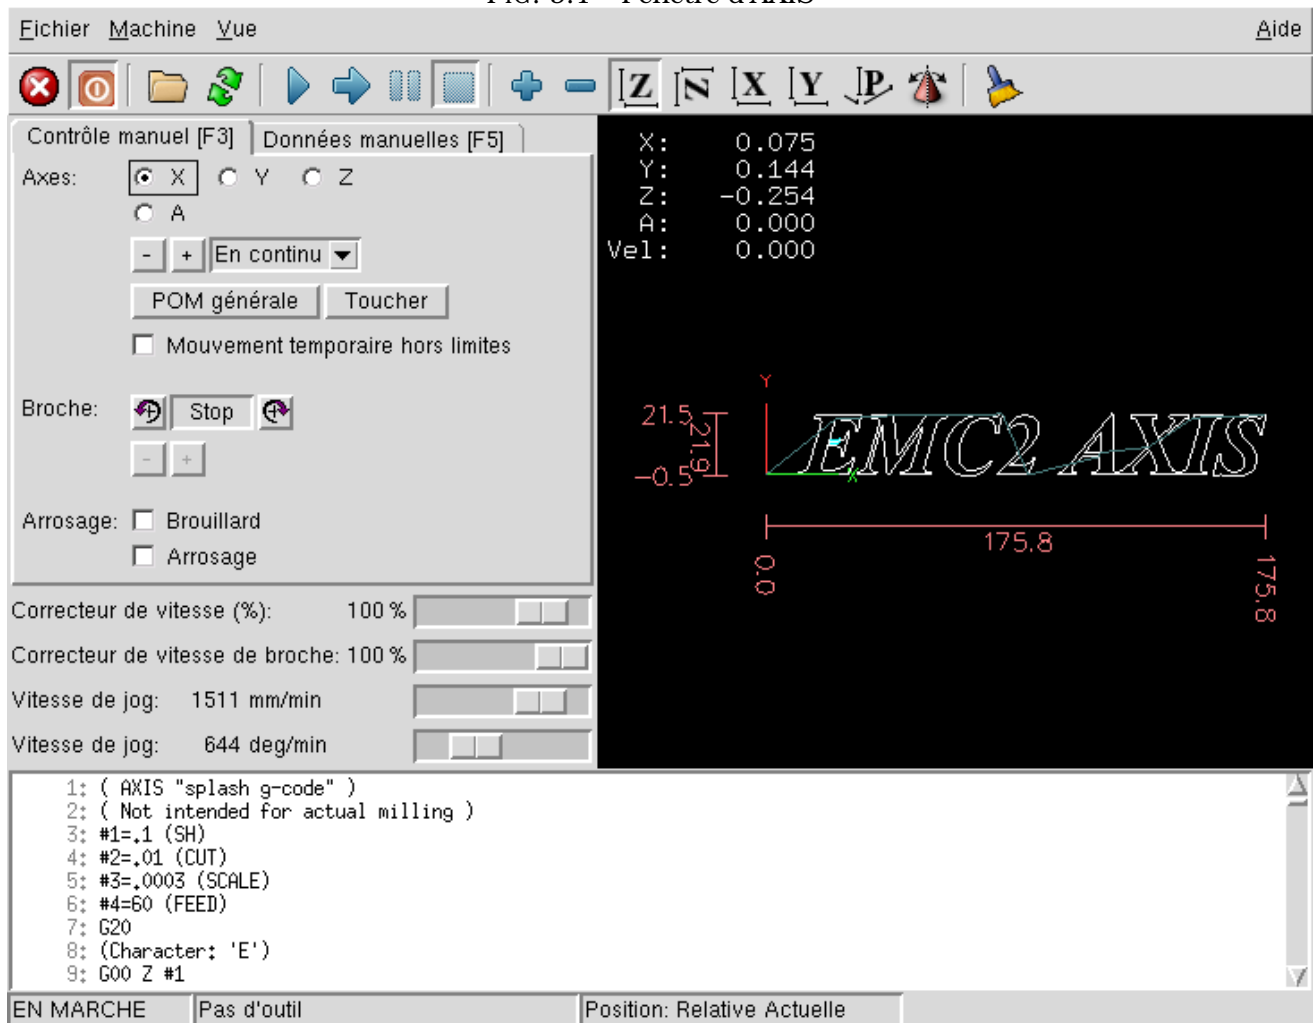 FIG. 3.1 – Fenêtre d'AXIS
Fichier Machine Vue Aide
Z N X Y P
Contrôle manuel [F3] Données manuelles [F5]
Axes: X Y Z
A
- + En continu
POM générale Toucher
Mouvement temporaire hors limites
Broche: Stop
- +
Arrosage: Brouillard
Arrosage
Correcteur de vitesse (%): 100 %
Correcteur de vitesse de broche: 100 %
Vitesse de jog: 1511 mm/min
Vitesse de jog: 644 deg/min
X: 0.075
Y: 0.144
Z: -0.254
A: 0.000
Vel: 0.000
Y
21.5
21.9
-0.5
EMC2 AXIS
X
175.8
0.0
175.8
1: ( AXIS "splash g-code" )
2: ( Not intended for actual milling )
3: #1=.1 (SH)
4: #2=.01 (CUT)
5: #3=.0003 (SCALE)
6: #4=60 (FEED)
7: G20
8: (Character: 'E')
9: G00 Z #1
EN MARCHE Pas d'outil Position: Relative Actuelle